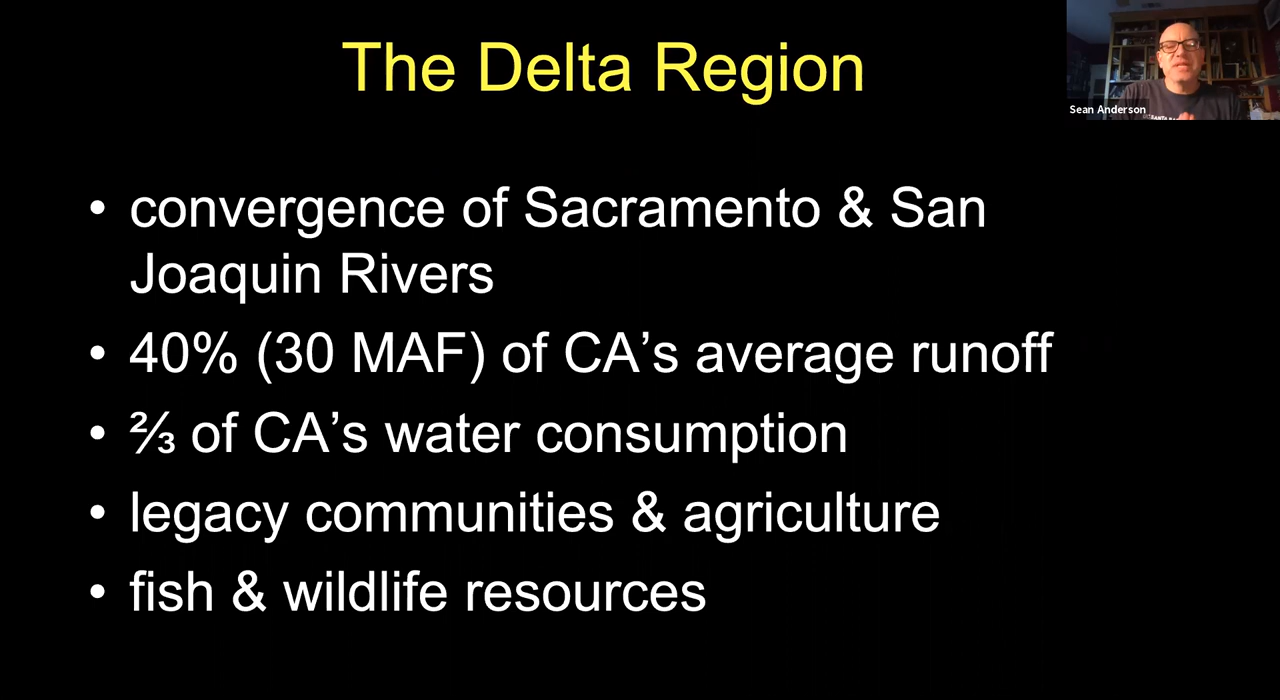 The Delta Region
Sean Anderson
• convergence of Sacramento & San
Joaquin Rivers
• 40% (30 MAF) of CA’s average runoff
• ⅔ of CA’s water consumption
• legacy communities & agriculture
• fish & wildlife resources